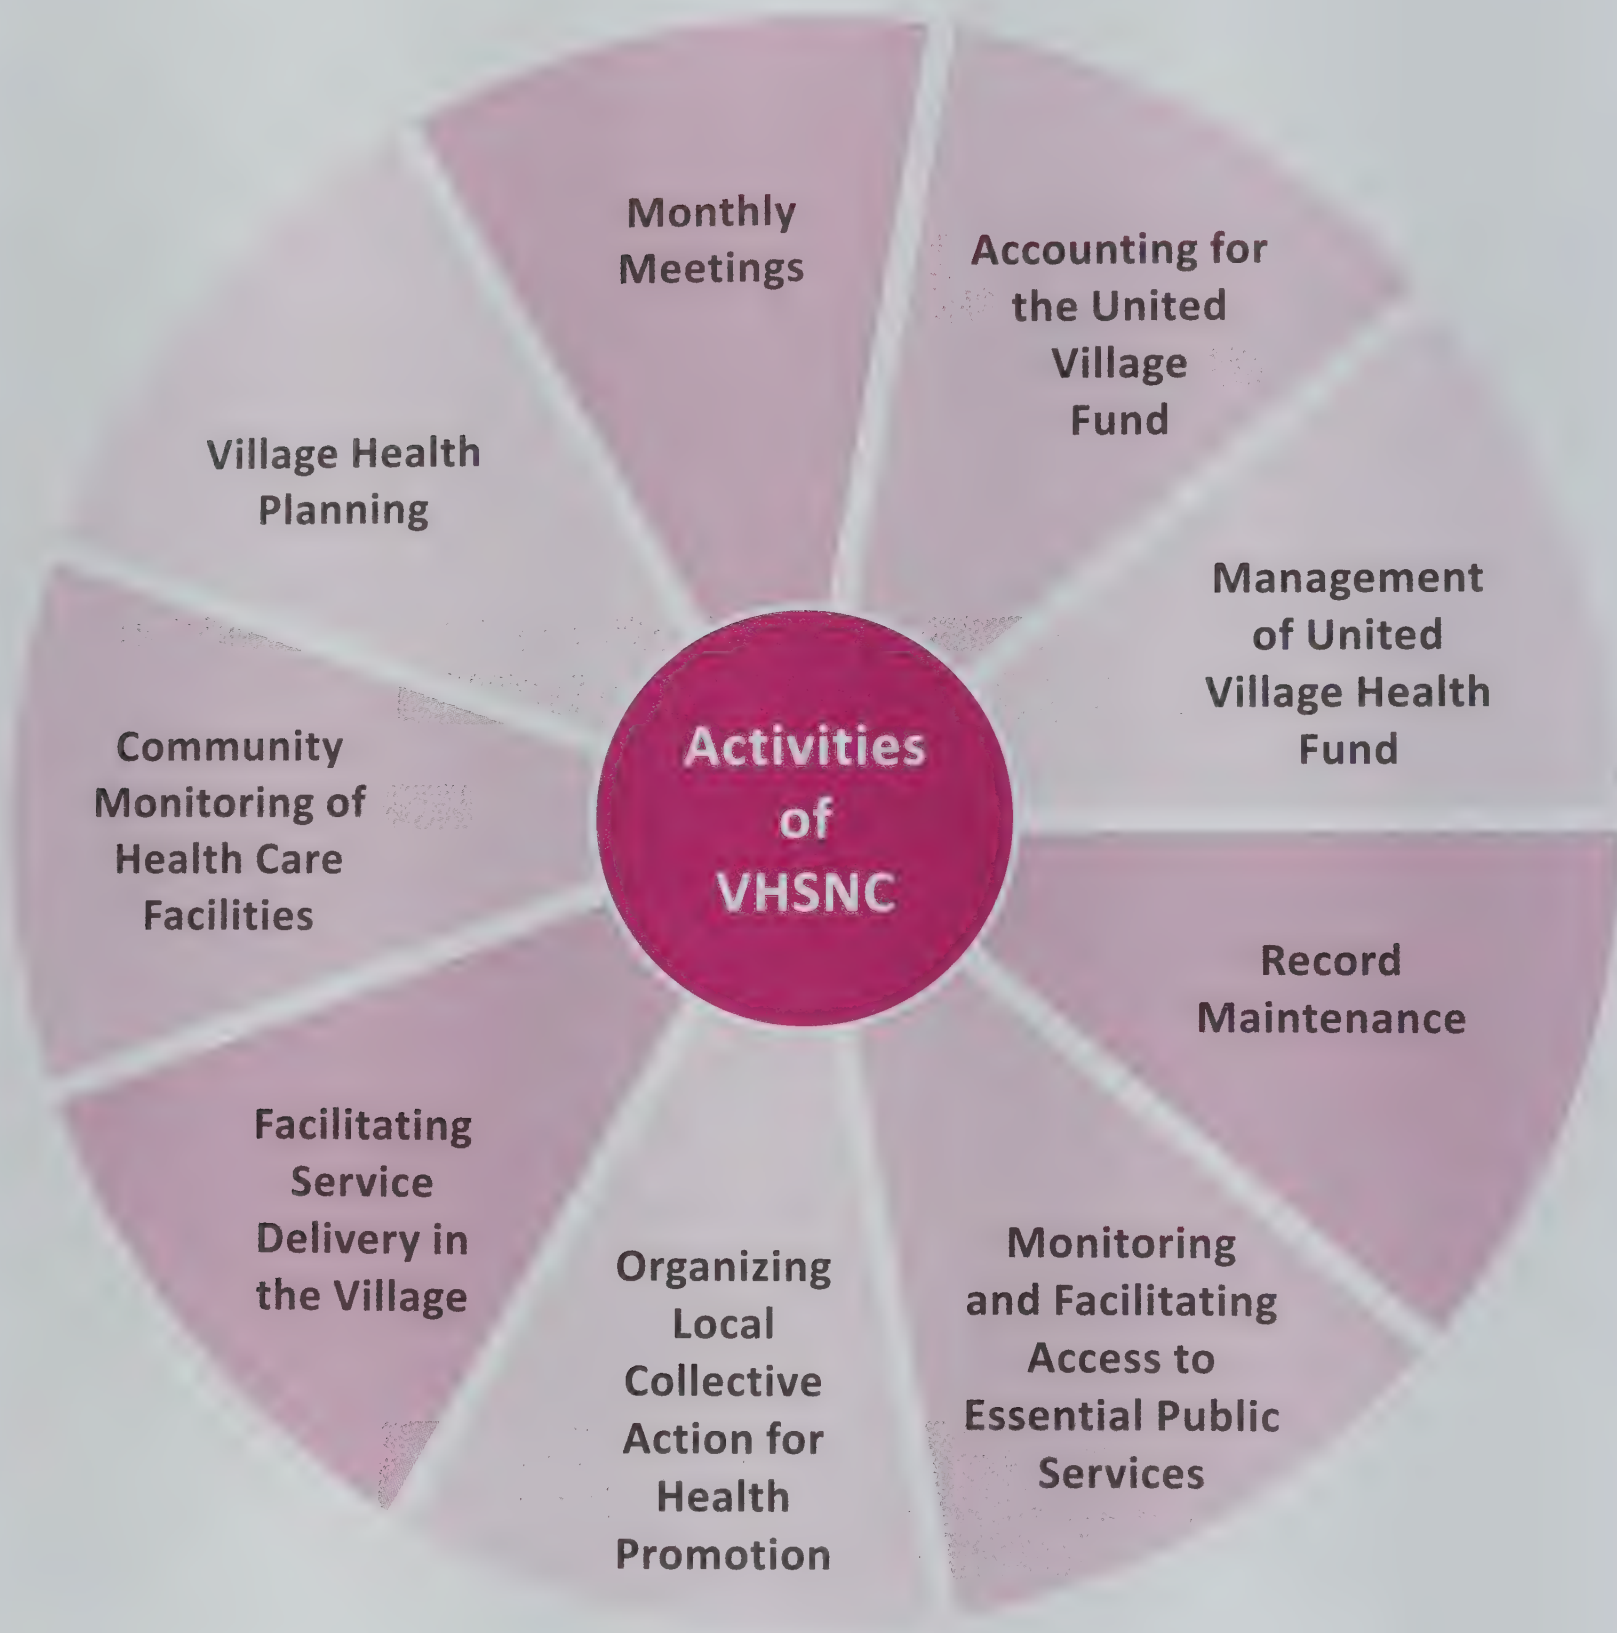 Monthly
Meetings
Accounting for
the United
Village
Fund
Management
of United
Village Health
Fund
Record
Maintenance
Monitoring
and Facilitating
Access to
Essential Public
Services
Organizing
Local
Collective
Action for
Health
Promotion
Facilitating
Service
Delivery in
the Village
Community
Monitoring of
Health Care
Facilities
Village Health
Planning
Activities
of
VHSNC